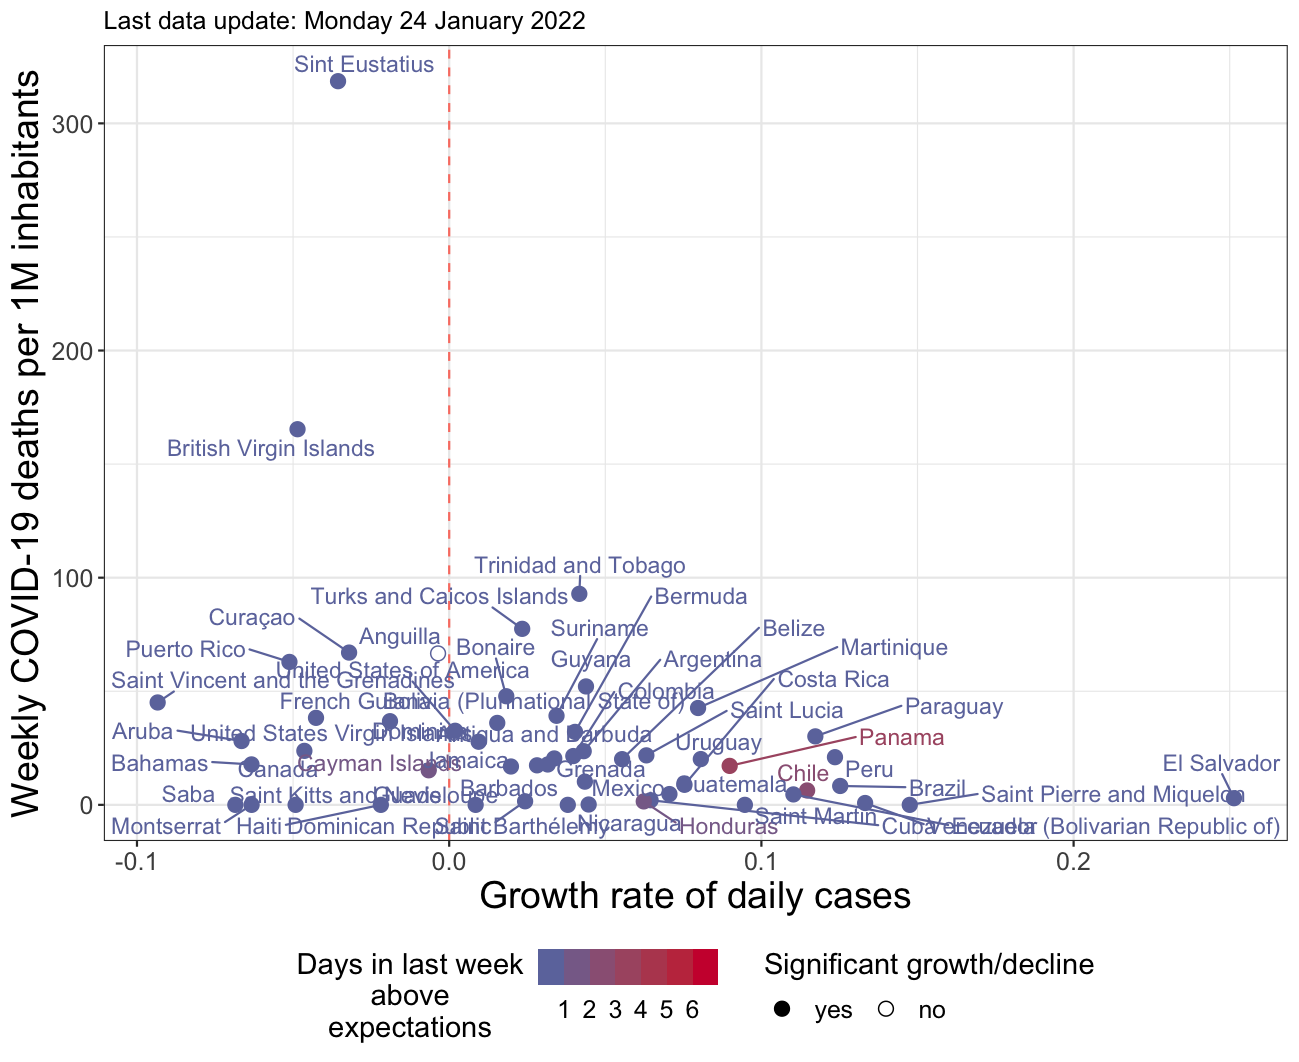 Last data update: Monday 24 January 2022
Weekly COVID-19 deaths per 1M inhabitants
300
200
100
0
Sint Eustatius
British Virgin Islands
Trinidad and Tobago
Turks and Caicos Islands
Bermuda
Curaçao
Anguilla
Suriname
Belize
Puerto Rico
Bonaire
Martinique
United States of America
Guyana
Argentina
Saint Vincent and the Grenadines
Colombia
Costa Rica
French Guiana
Bolivia (Plurinational State of)
Saint Lucia
Paraguay
Aruba
United States Virgin Islands
Dominica
Antigua and Barbuda
Uruguay
Panama
Bahamas
Canada
Cayman Islands
Jamaica
Grenada
Chile
Peru
El Salvador
Saba
Saint Kitts and Nevis
Guadeloupe
Barbados
Mexico
Guatemala
Brazil
Saint Pierre and Miquelon
Montserrat
Haiti
Dominican Republic
Saint Barthélemy
Nicaragua
Honduras
Saint Martin
Cuba
Ecuador
Venezuela (Bolivarian Republic of)
-0.1
0.0
0.1
0.2
Growth rate of daily cases
Days in last week
above
expectations
1 2 3 4 5 6
Significant growth/decline
yes
no